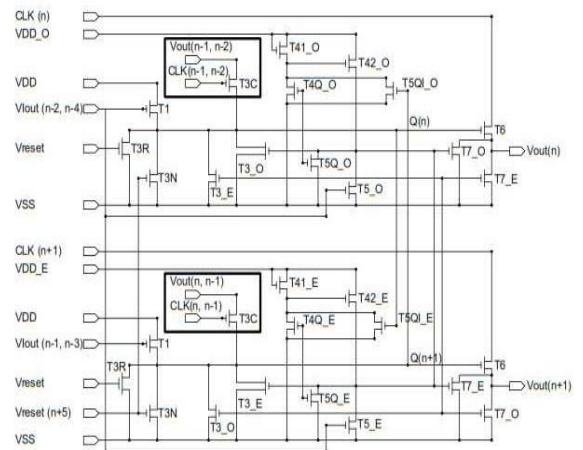 CLK (n)
VDD_O
Vout(n-1, n-2)
T41_O
T42_O
VDD
CLK(n-1, n-2)
T3C
T4Q_O
T5QI_O
VIout (n-2, n-4)
T1
Q(n)
T6
Vreset
T3R
T7_O
Vout(n)
T3_O
T5Q_O
T3N
T3_E
T5_O
T7_E
VSS
CLK (n+1)
VDD_E
Vout(n, n-1)
T41_E
T42_E
VDD
CLK(n, n-1)
T3C
T4Q_E
T5QI_E
VIout (n-1, n-3)
T1
Q(n+1)
T6
T3R
Vreset
T7_E
Vout(n+1)
T3_E
T5Q_E
Vreset (n+5)
T3N
T3_O
T5_E
T7_O
VSS